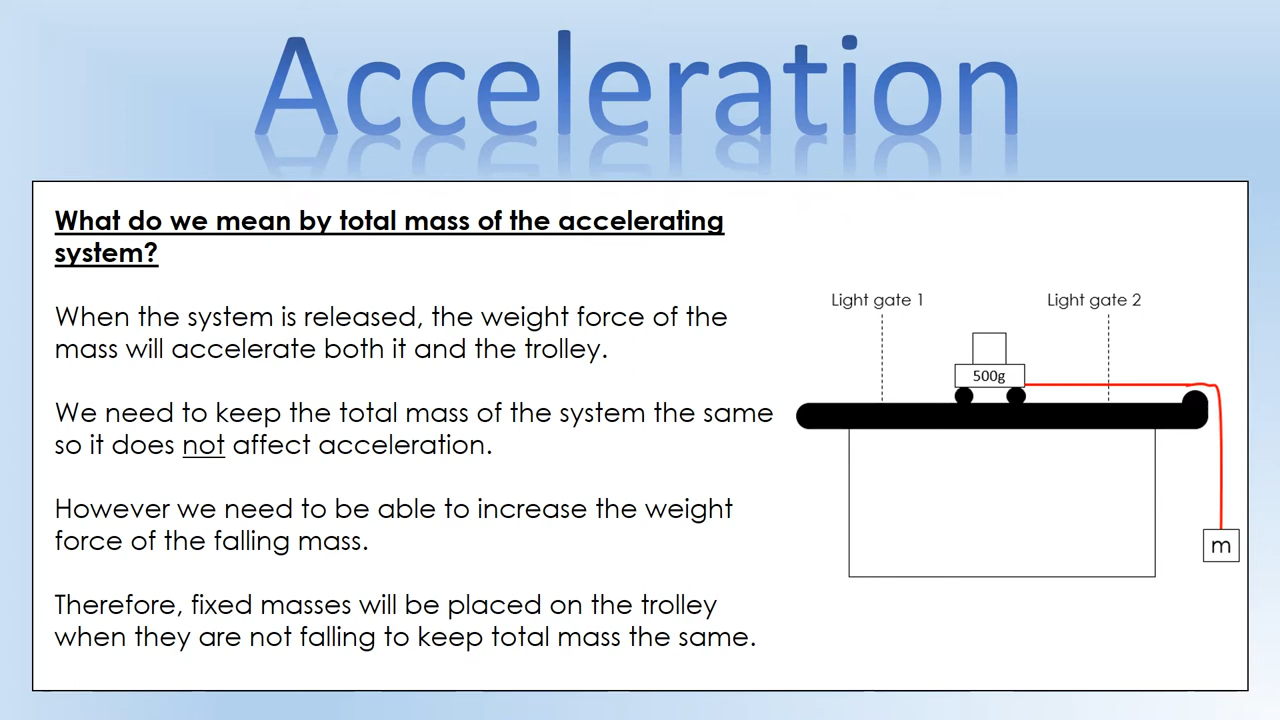 Acceleration
What do we mean by total mass of the accelerating
system?
When the system is released, the weight force of the
mass will accelerate both it and the trolley.
We need to keep the total mass of the system the same
so it does not affect acceleration.
However we need to be able to increase the weight
force of the falling mass.
Therefore, fixed masses will be placed on the trolley
when they are not falling to keep total mass the same.
Light gate 1
Light gate 2
500g
m